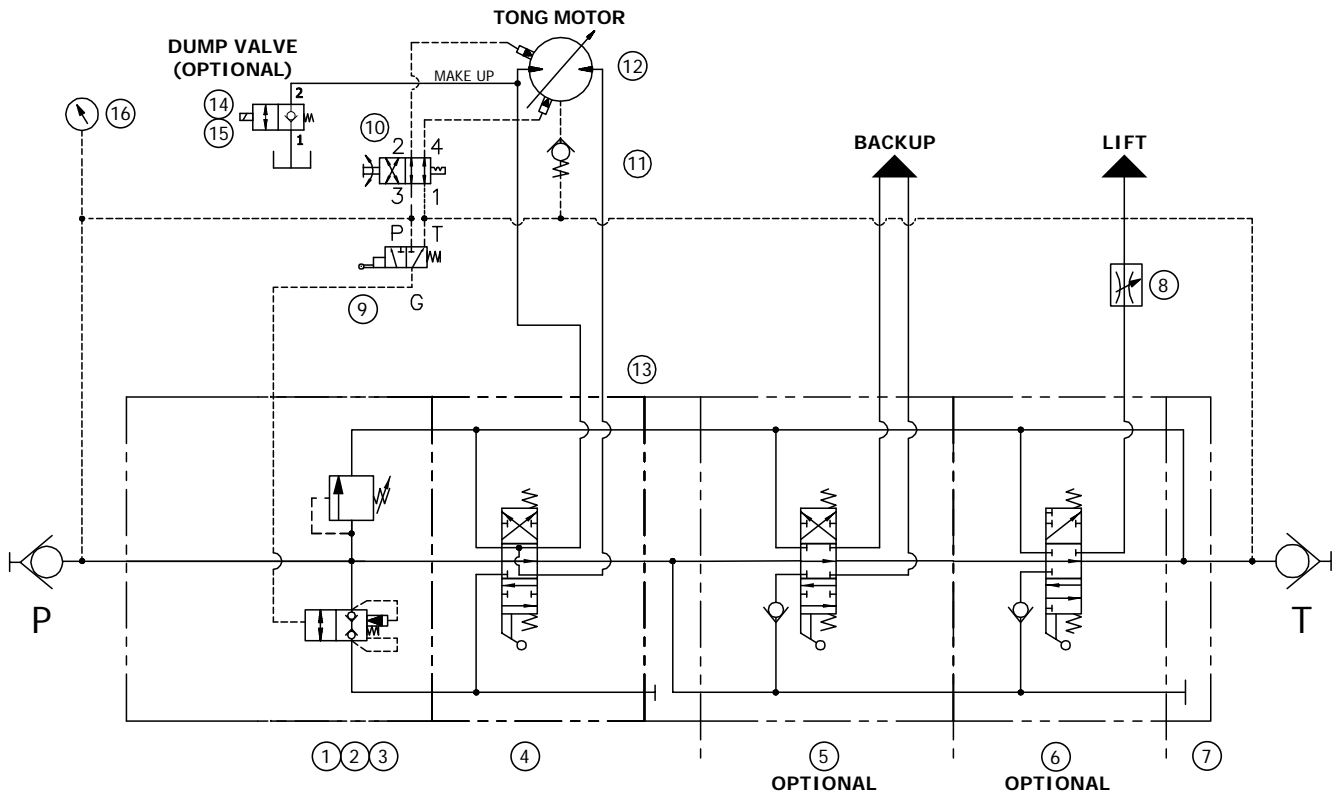 TONG MOTOR
DUMP VALVE
(OPTIONAL)
12
MAKE UP
2
14
16
15
10
1
2 4
BACKUP
LIFT
11
3 1
P T
8
9
G
13
P
T
1 2 3
4
5
6
7
OPTIONAL
OPTIONAL